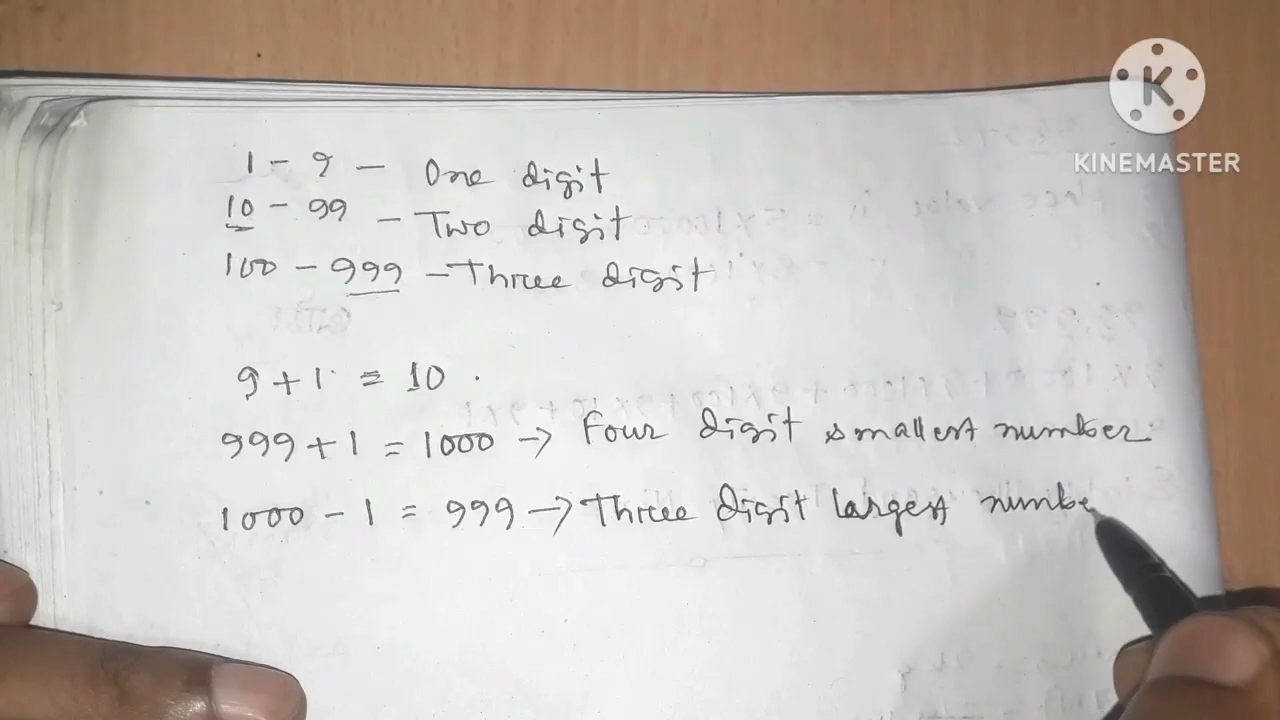 1 - 9 - One digit
10 - 99 - Two digit
100 - 999 - Three digit
9 + 1 = 10 .
999 + 1 = 1000 → Four digit smallest number
1000 - 1 = 999 → Three digit largest numbe
K
KINEMASTER